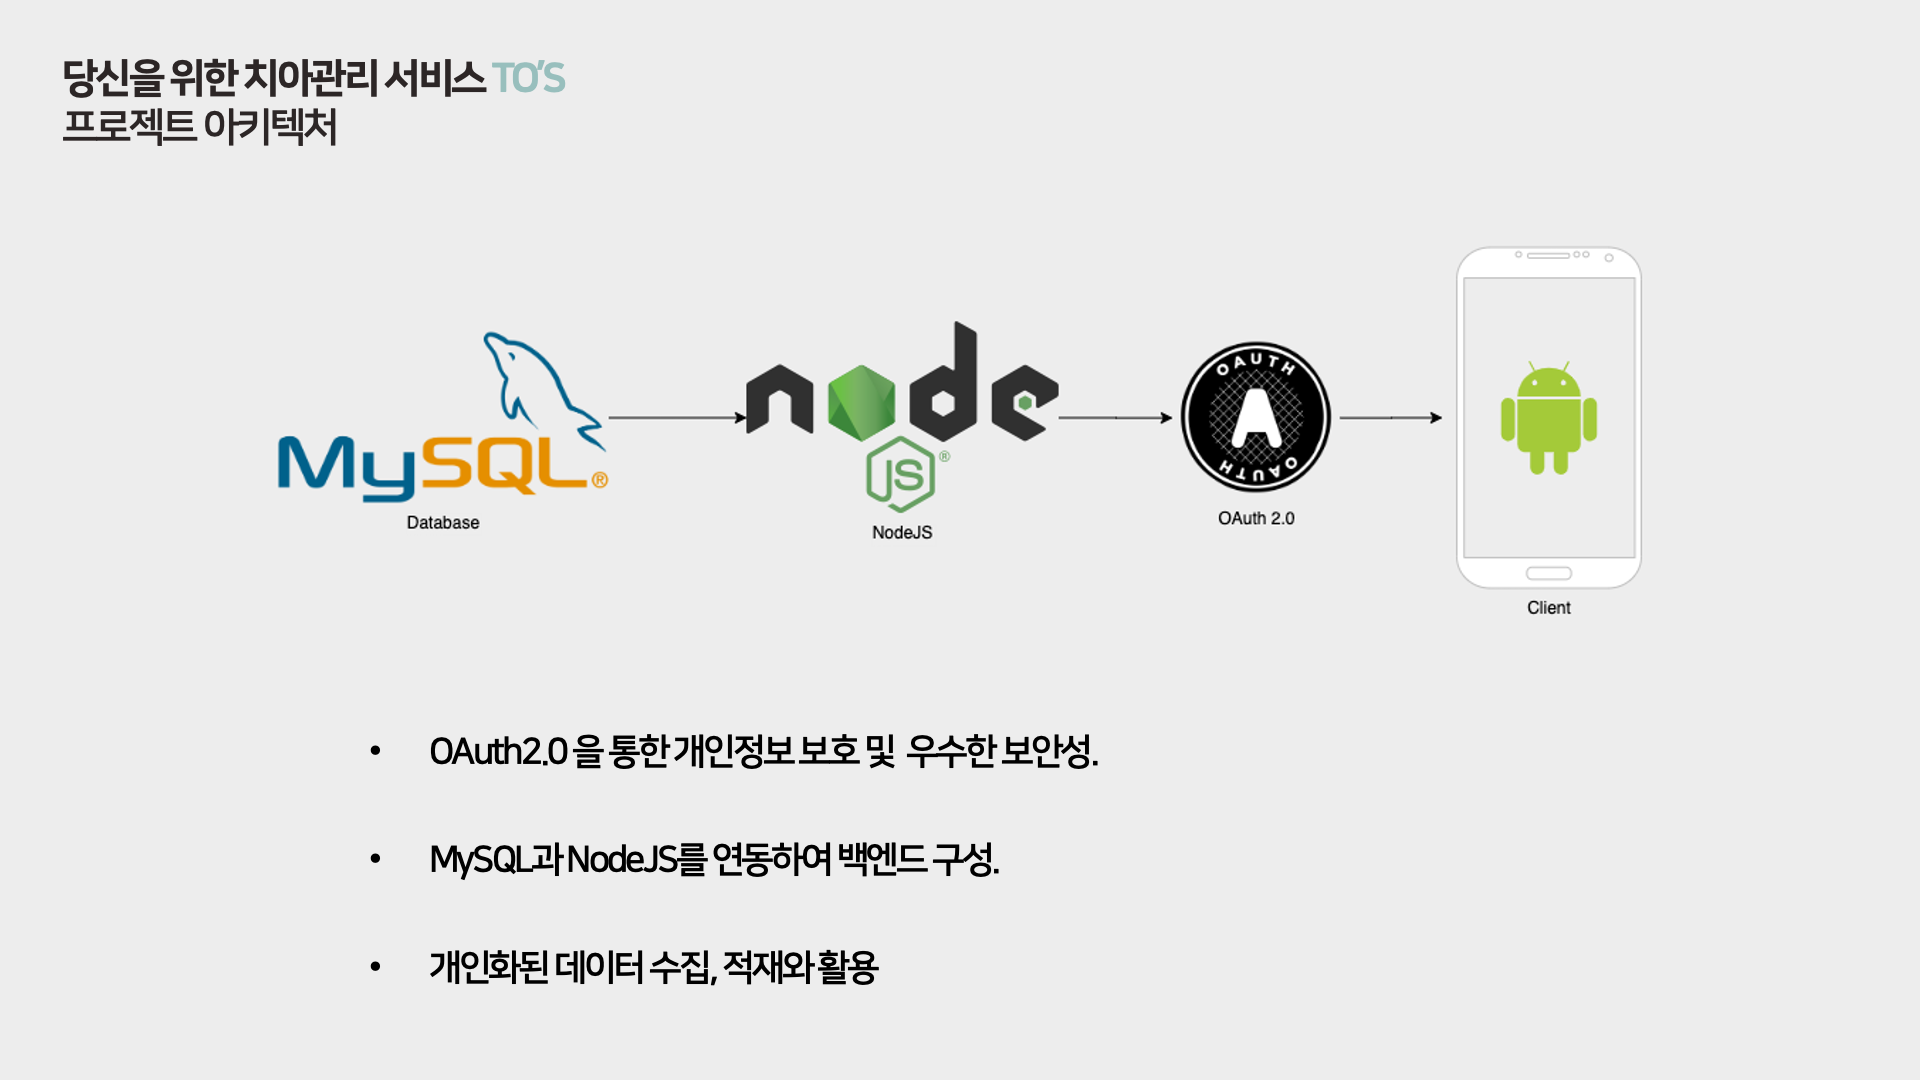 당신을 위한 치아관리 서비스 TO'S
프로젝트 아키텍처
MySQL®
Database
node
JS®
NodeJS
OAUTH
A
OAUTH
OAuth 2.0
Client
• OAuth2.0 을 통한 개인정보 보호 및 우수한 보안성.
• MySQL과 NodeJS를 연동하여 백엔드 구성.
• 개인화된 데이터 수집, 적재와 활용